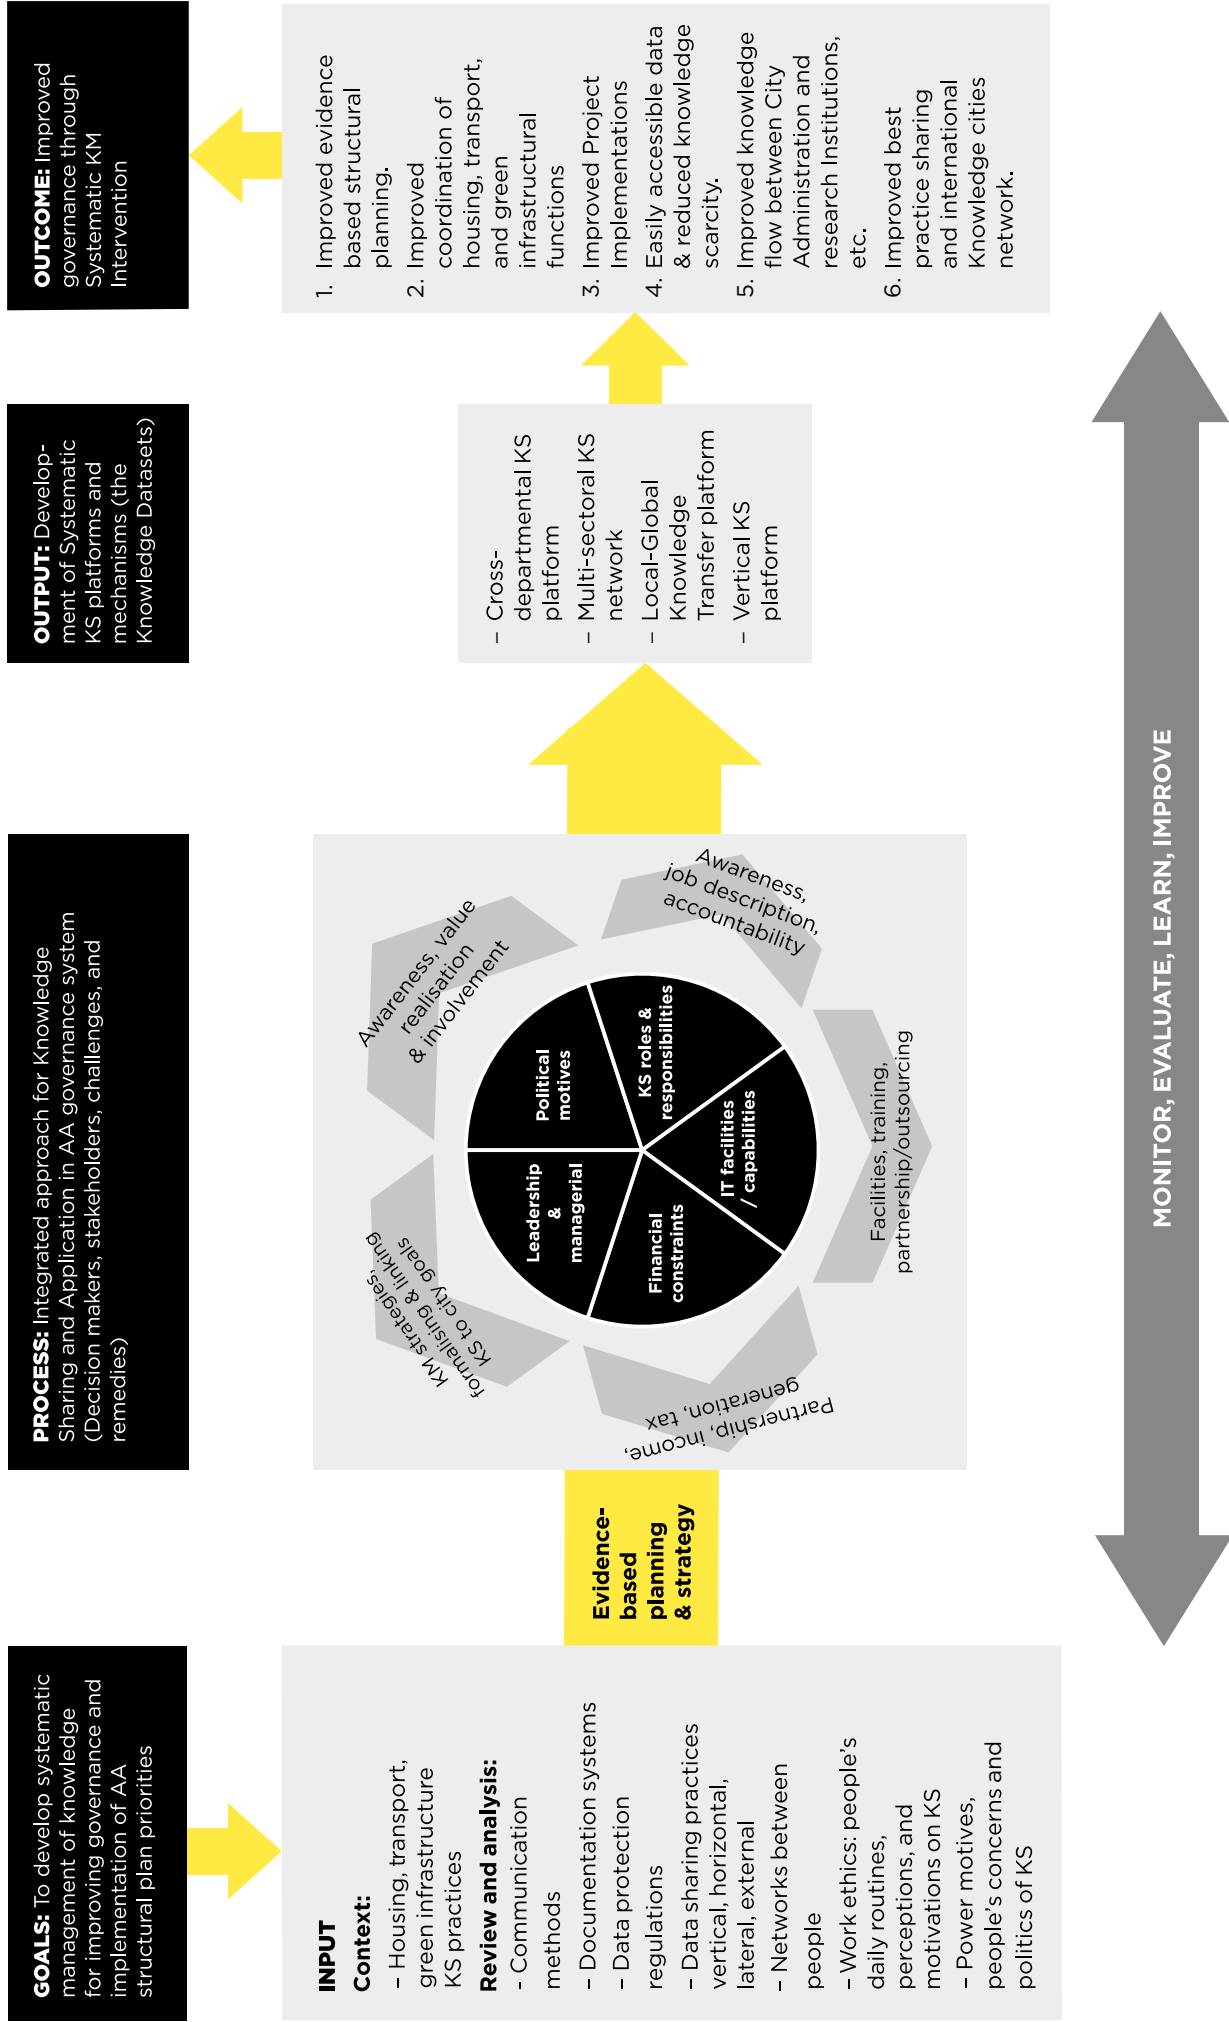 GOALS: To develop systematic
management of knowledge
for improving governance and
implementation of AA
structural plan priorities
INPUT
Context:
– Housing, transport,
green infrastructure
KS practices
Review and analysis:
– Communication
methods
– Documentation systems
– Data protection
regulations
– Data sharing practices
vertical, horizontal,
lateral, external
– Networks between
people
– Work ethics: people’s
daily routines,
perceptions, and
motivations on KS
– Power motives,
people’s concerns and
politics of KS
Evidence-
based
planning
& strategy
PROCESS: Integrated approach for Knowledge
Sharing and Application in AA governance system
(Decision makers, stakeholders, challenges, and
remedies)
KM strategies,
formalising & linking
KS to city goals
Awareness, value
realisation
& involvement
Awareness,
job description,
accountability
Facilities, training,
partnership/outsourcing
Partnership, income,
generation, tax
Leadership
&
managerial
Political
motives
KS roles &
responsibilities
IT facilities
/ capabilities
Financial
constraints
OUTPUT: Develop-
ment of Systematic
KS platforms and
mechanisms (the
Knowledge Datasets)
– Cross-
departmental KS
platform
– Multi-sectoral KS
network
– Local-Global
Knowledge
Transfer platform
– Vertical KS
platform
OUTCOME: Improved
governance through
Systematic KM
Intervention
1. Improved evidence
based structural
planning.
2. Improved
coordination of
housing, transport,
and green
infrastructural
functions
3. Improved Project
Implementations
4. Easily accessible data
& reduced knowledge
scarcity.
5. Improved knowledge
flow between City
Administration and
research Institutions,
etc.
6. Improved best
practice sharing
and international
Knowledge cities
network.
MONITOR, EVALUATE, LEARN, IMPROVE